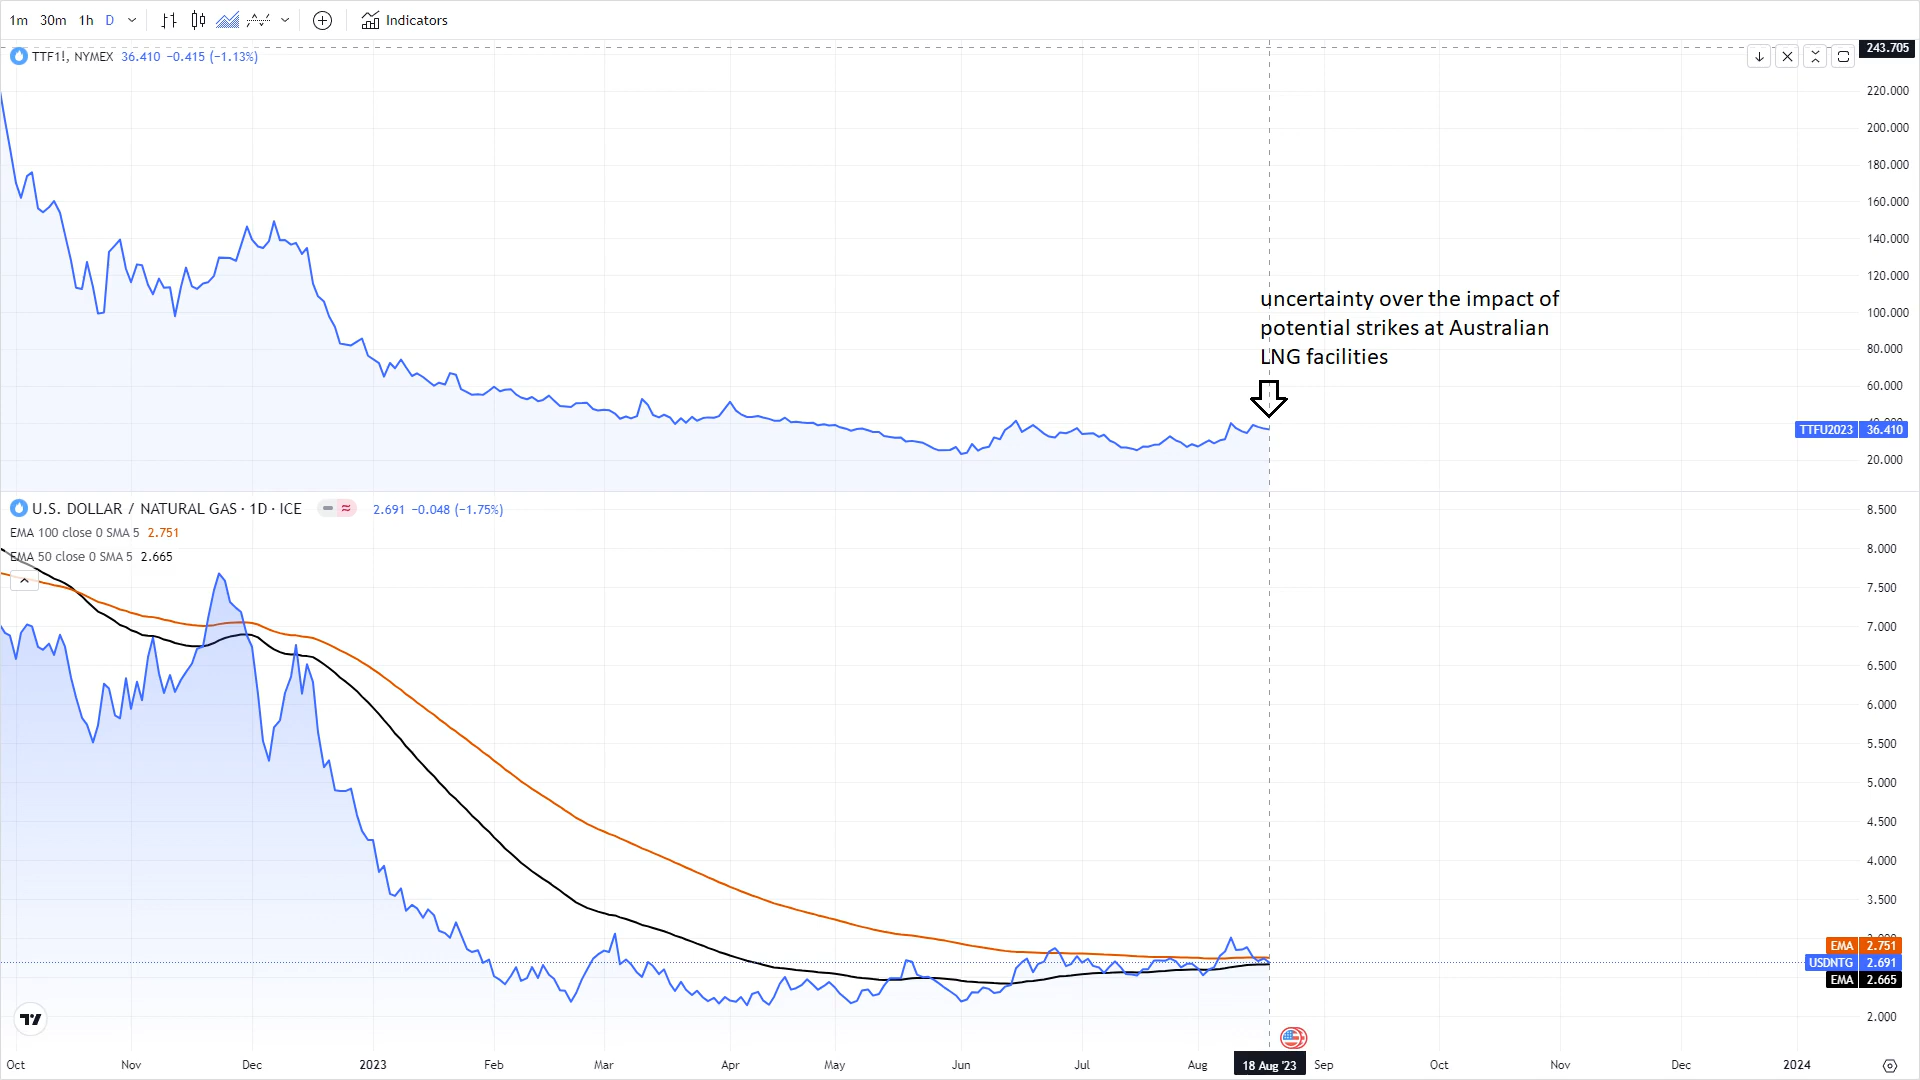 1m 30m 1h D Indicators
TTF1!, NYMEX 36.410 −0.415 (−1.13%)
243.705
220.000
200.000
180.000
160.000
140.000
120.000
uncertainty over the impact of
potential strikes at Australian
LNG facilities
100.000
80.000
60.000
40.000
TTFU2023 36.410
20.000
U.S. DOLLAR / NATURAL GAS · 1D · ICE 2.691 −0.048 (−1.75%)
EMA 100 close 0 SMA 5 2.751
EMA 50 close 0 SMA 5 2.665
8.500
8.000
7.500
7.000
6.500
6.000
5.500
5.000
4.500
4.000
3.500
3.000
EMA 2.751
USDNTG 2.691
EMA 2.665
2.000
Oct Nov Dec 2023 Feb Mar Apr May Jun Jul Aug 18 Aug '23 Sep Oct Nov Dec 2024